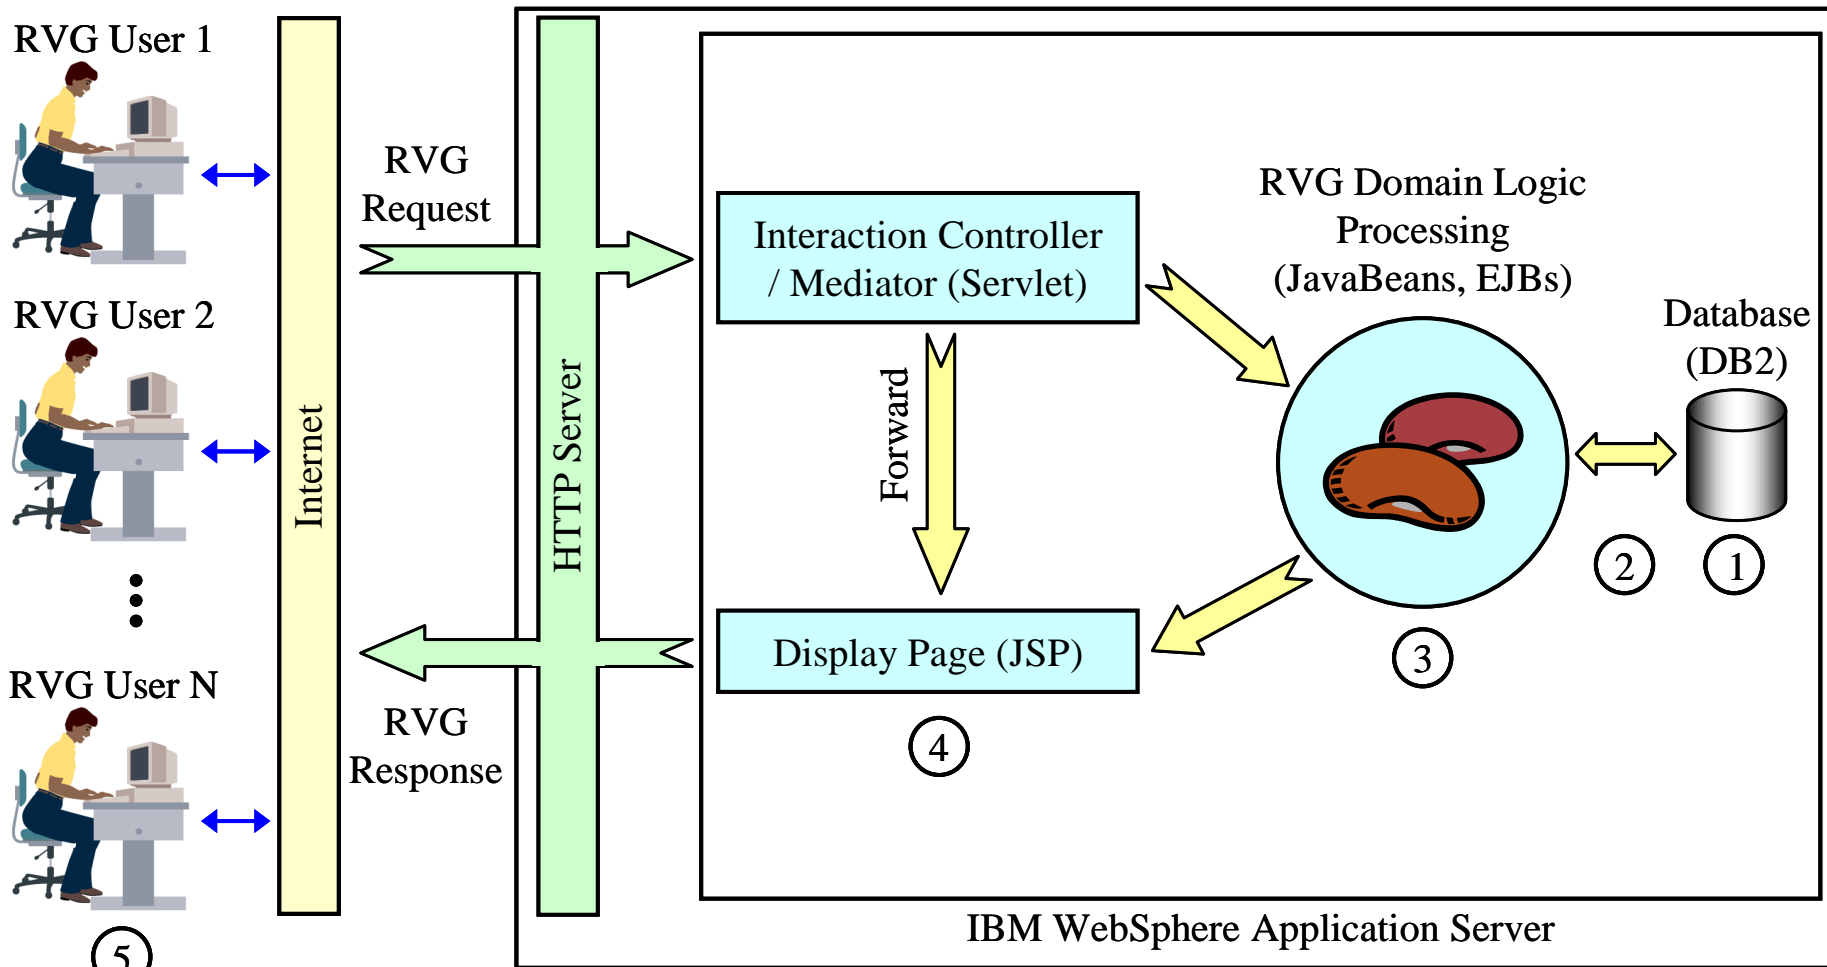 RVG User 1
RVG User 2
RVG User N
5
Internet
RVG
Request
RVG
Response
HTTP Server
Interaction Controller
/ Mediator (Servlet)
Forward
Display Page (JSP)
4
RVG Domain Logic
Processing
(JavaBeans, EJBs)
3
Database
(DB2)
2
1
IBM WebSphere Application Server